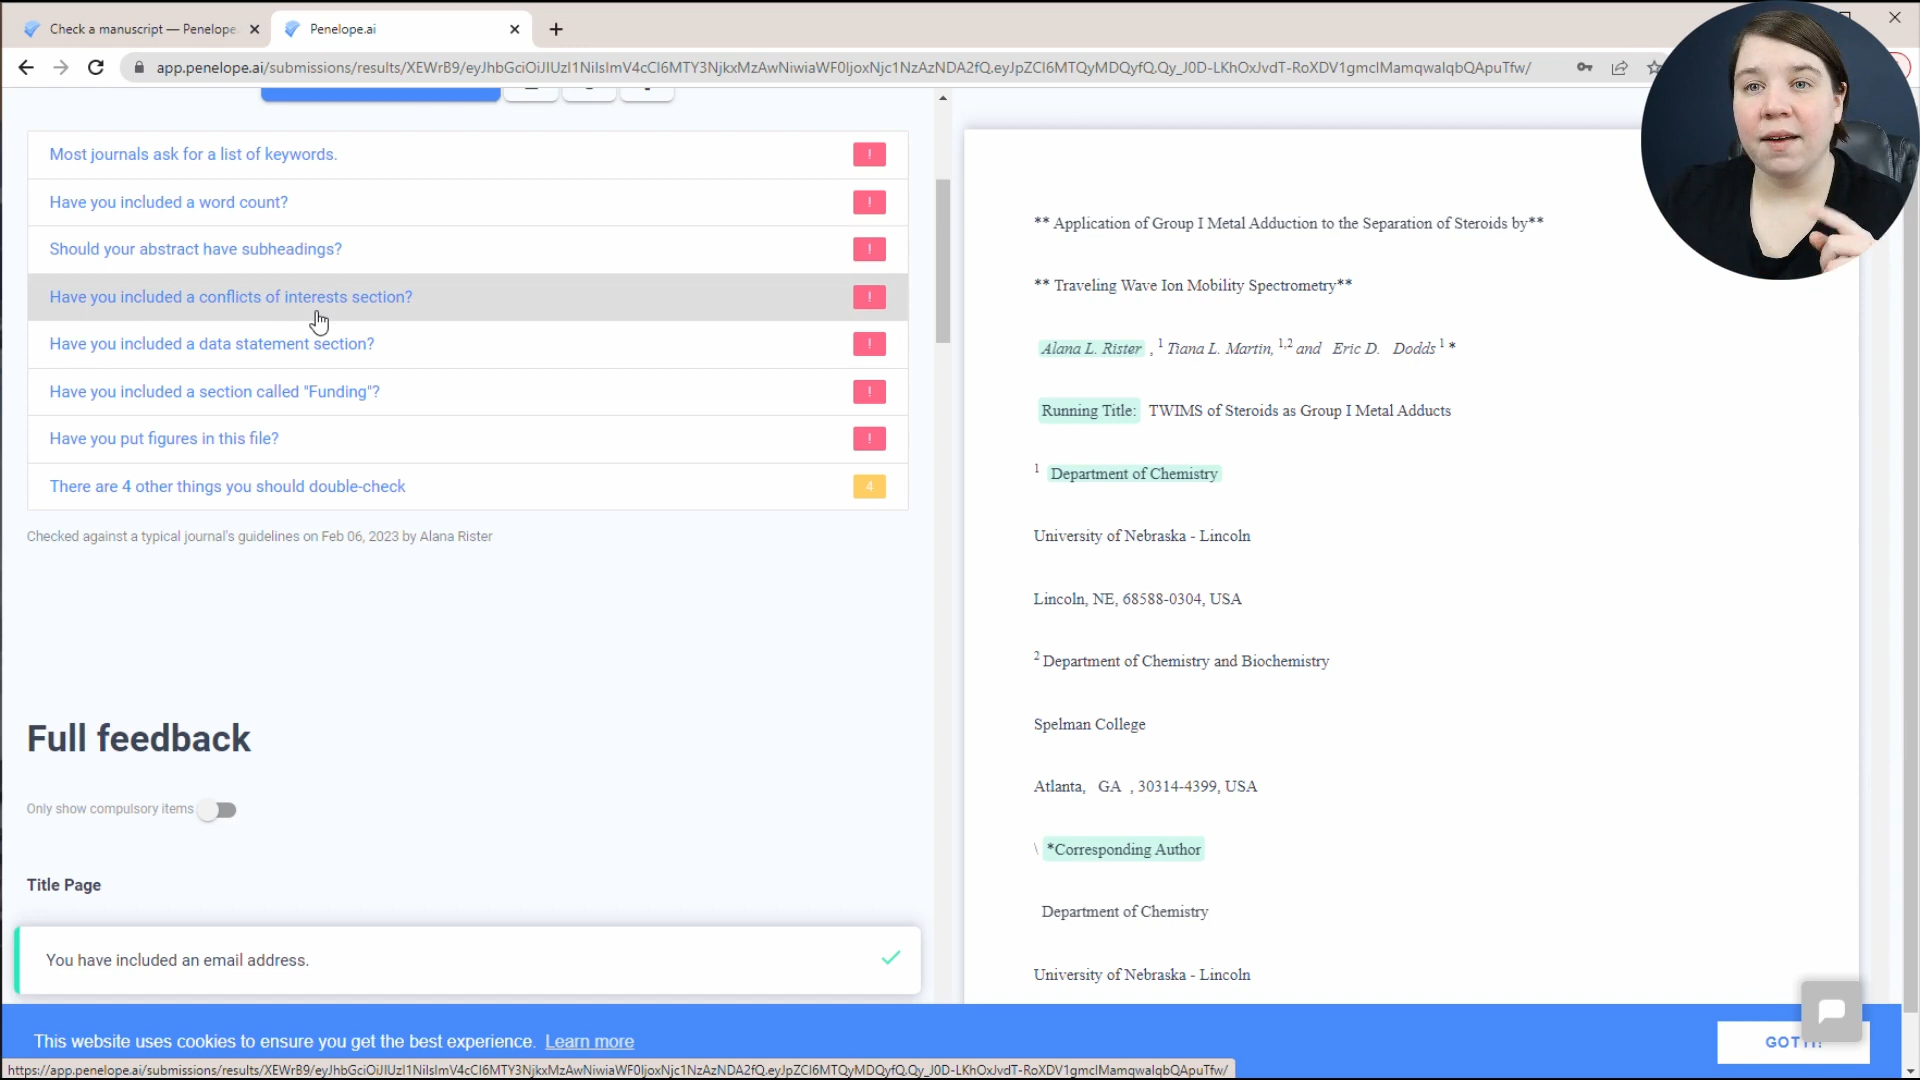 Check a manuscript — Penelope
Penelope.ai
app.penelope.ai/submissions/results/XEWrB9/eyJhbGciOiJIUzI1NiIsImV4cCI6MTY3NjkxMzAwNiwiaWF0IjoxNjc1NzAzNDA2fQ.eyJpZCI6MTQyMDQyfQ.Qy_J0D-LKhOxJvdT-RoXDV1gmcIMamqwaIqbQApuTfw/
Most journals ask for a list of keywords. !
Have you included a word count? !
Should your abstract have subheadings? !
Have you included a conflicts of interests section? !
Have you included a data statement section? !
Have you included a section called "Funding"? !
Have you put figures in this file? !
There are 4 other things you should double-check 4
Checked against a typical journal's guidelines on Feb 06, 2023 by Alana Rister
Full feedback
Only show compulsory items
Title Page
You have included an email address.
** Application of Group I Metal Adduction to the Separation of Steroids by**
** Traveling Wave Ion Mobility Spectrometry**
Alana L. Rister , 1 Tiana L. Martin, 1,2 and Eric D. Dodds 1 *
Running Title: TWIMS of Steroids as Group I Metal Adducts
1 Department of Chemistry
University of Nebraska - Lincoln
Lincoln, NE, 68588-0304, USA
2 Department of Chemistry and Biochemistry
Spelman College
Atlanta, GA , 30314-4399, USA
\ *Corresponding Author
Department of Chemistry
University of Nebraska - Lincoln
This website uses cookies to ensure you get the best experience. Learn more
https://app.penelope.ai/submissions/results/XEWrB9/eyJhbGciOiJIUzI1NiIsImV4cCI6MTY3NjkxMzAwNiwiaWF0IjoxNjc1NzAzNDA2fQ.eyJpZCI6MTQyMDQyfQ.Qy_J0D-LKhOxJvdT-RoXDV1gmcIMamqwaIqbQApuTfw/